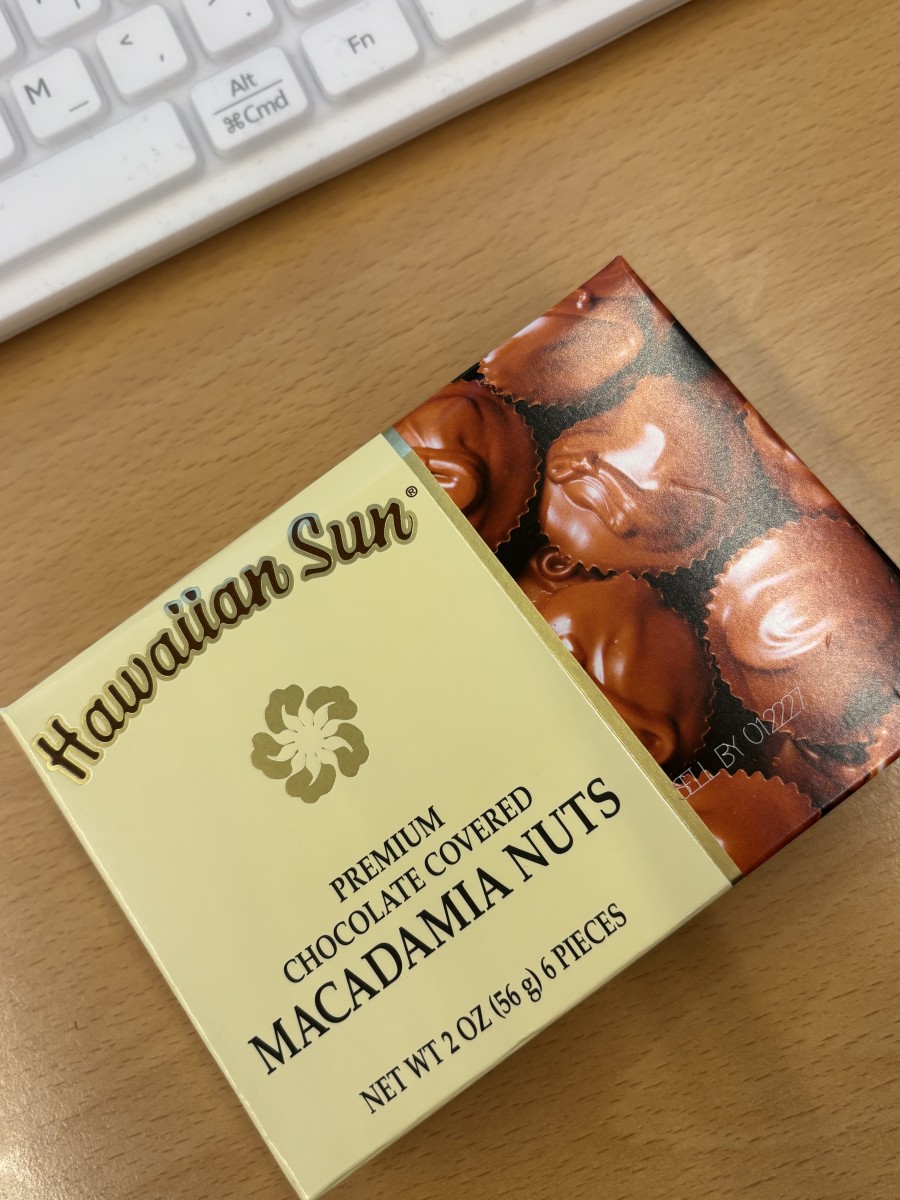 M _
< ,
> .
Alt
⌘Cmd
Fn
Hawaiian Sun®
PREMIUM
CHOCOLATE COVERED
MACADAMIA NUTS
NET WT 2 OZ (56 g) 6 PIECES
SELL BY 012227